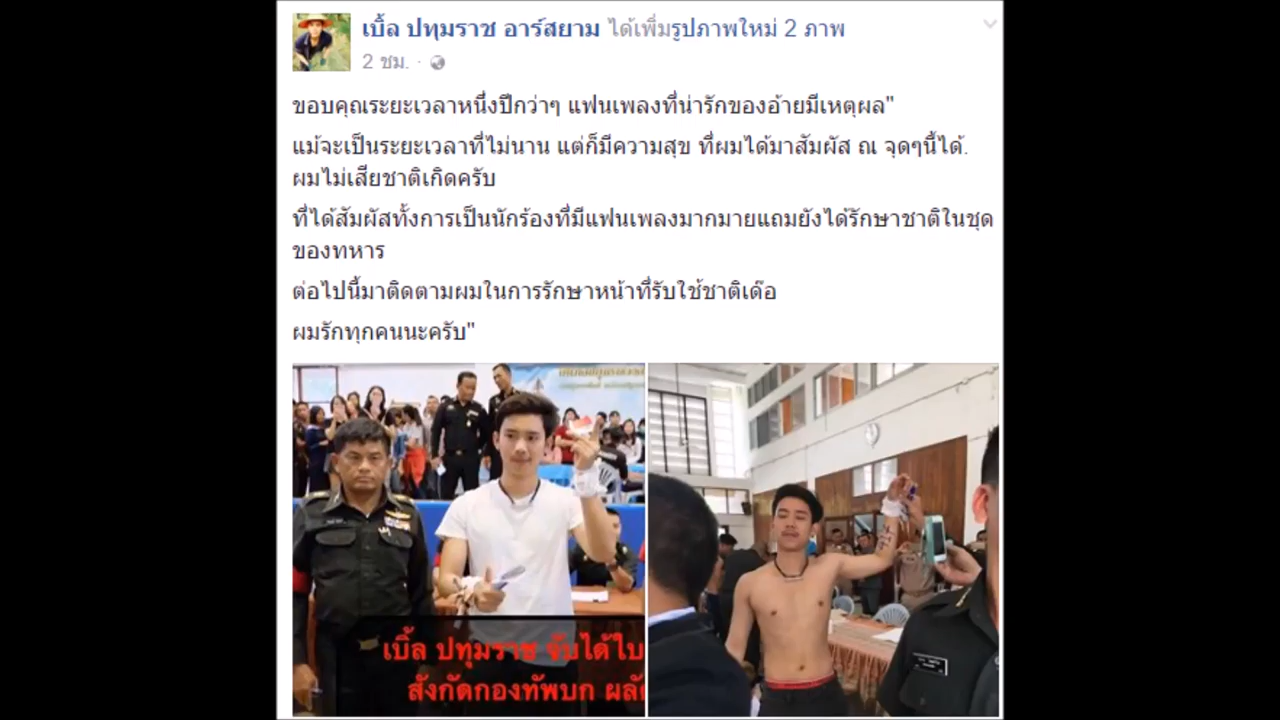 เบิ้ล ปทุมราช อาร์สยาม ได้เพิ่มรูปภาพใหม่ 2 ภาพ
2 ชม. ·
ขอบคุณระยะเวลาหนึ่งปีกว่าๆ แฟนเพลงที่น่ารักของอ้ายมีเหตุผล"
แม้จะเป็นระยะเวลาที่ไม่นาน แต่ก็มีความสุข ที่ผมได้มาสัมผัส ณ จุดๆนี้ได้.
ผมไม่เสียชาติเกิดครับ
ที่ได้สัมผัสทั้งการเป็นนักร้องที่มีแฟนเพลงมากมายแถมยังได้รักษาชาติในชุด
ของทหาร
ต่อไปนี้มาติดตามผมในการรักษาหน้าที่รับใช้ชาติเด๊อ
ผมรักทุกคนนะครับ"
เบิ้ล ปทุมราช จับได้ใบ
สังกัดกองทัพบก ผลั